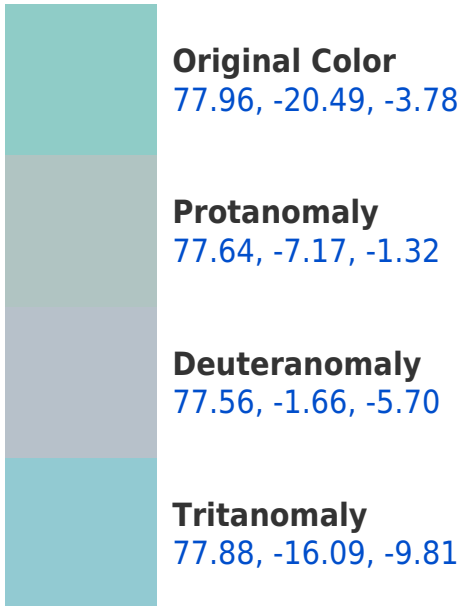 Original Color
77.96, -20.49, -3.78
Protanomaly
77.64, -7.17, -1.32
Deuteranomaly
77.56, -1.66, -5.70
Tritanomaly
77.88, -16.09, -9.81